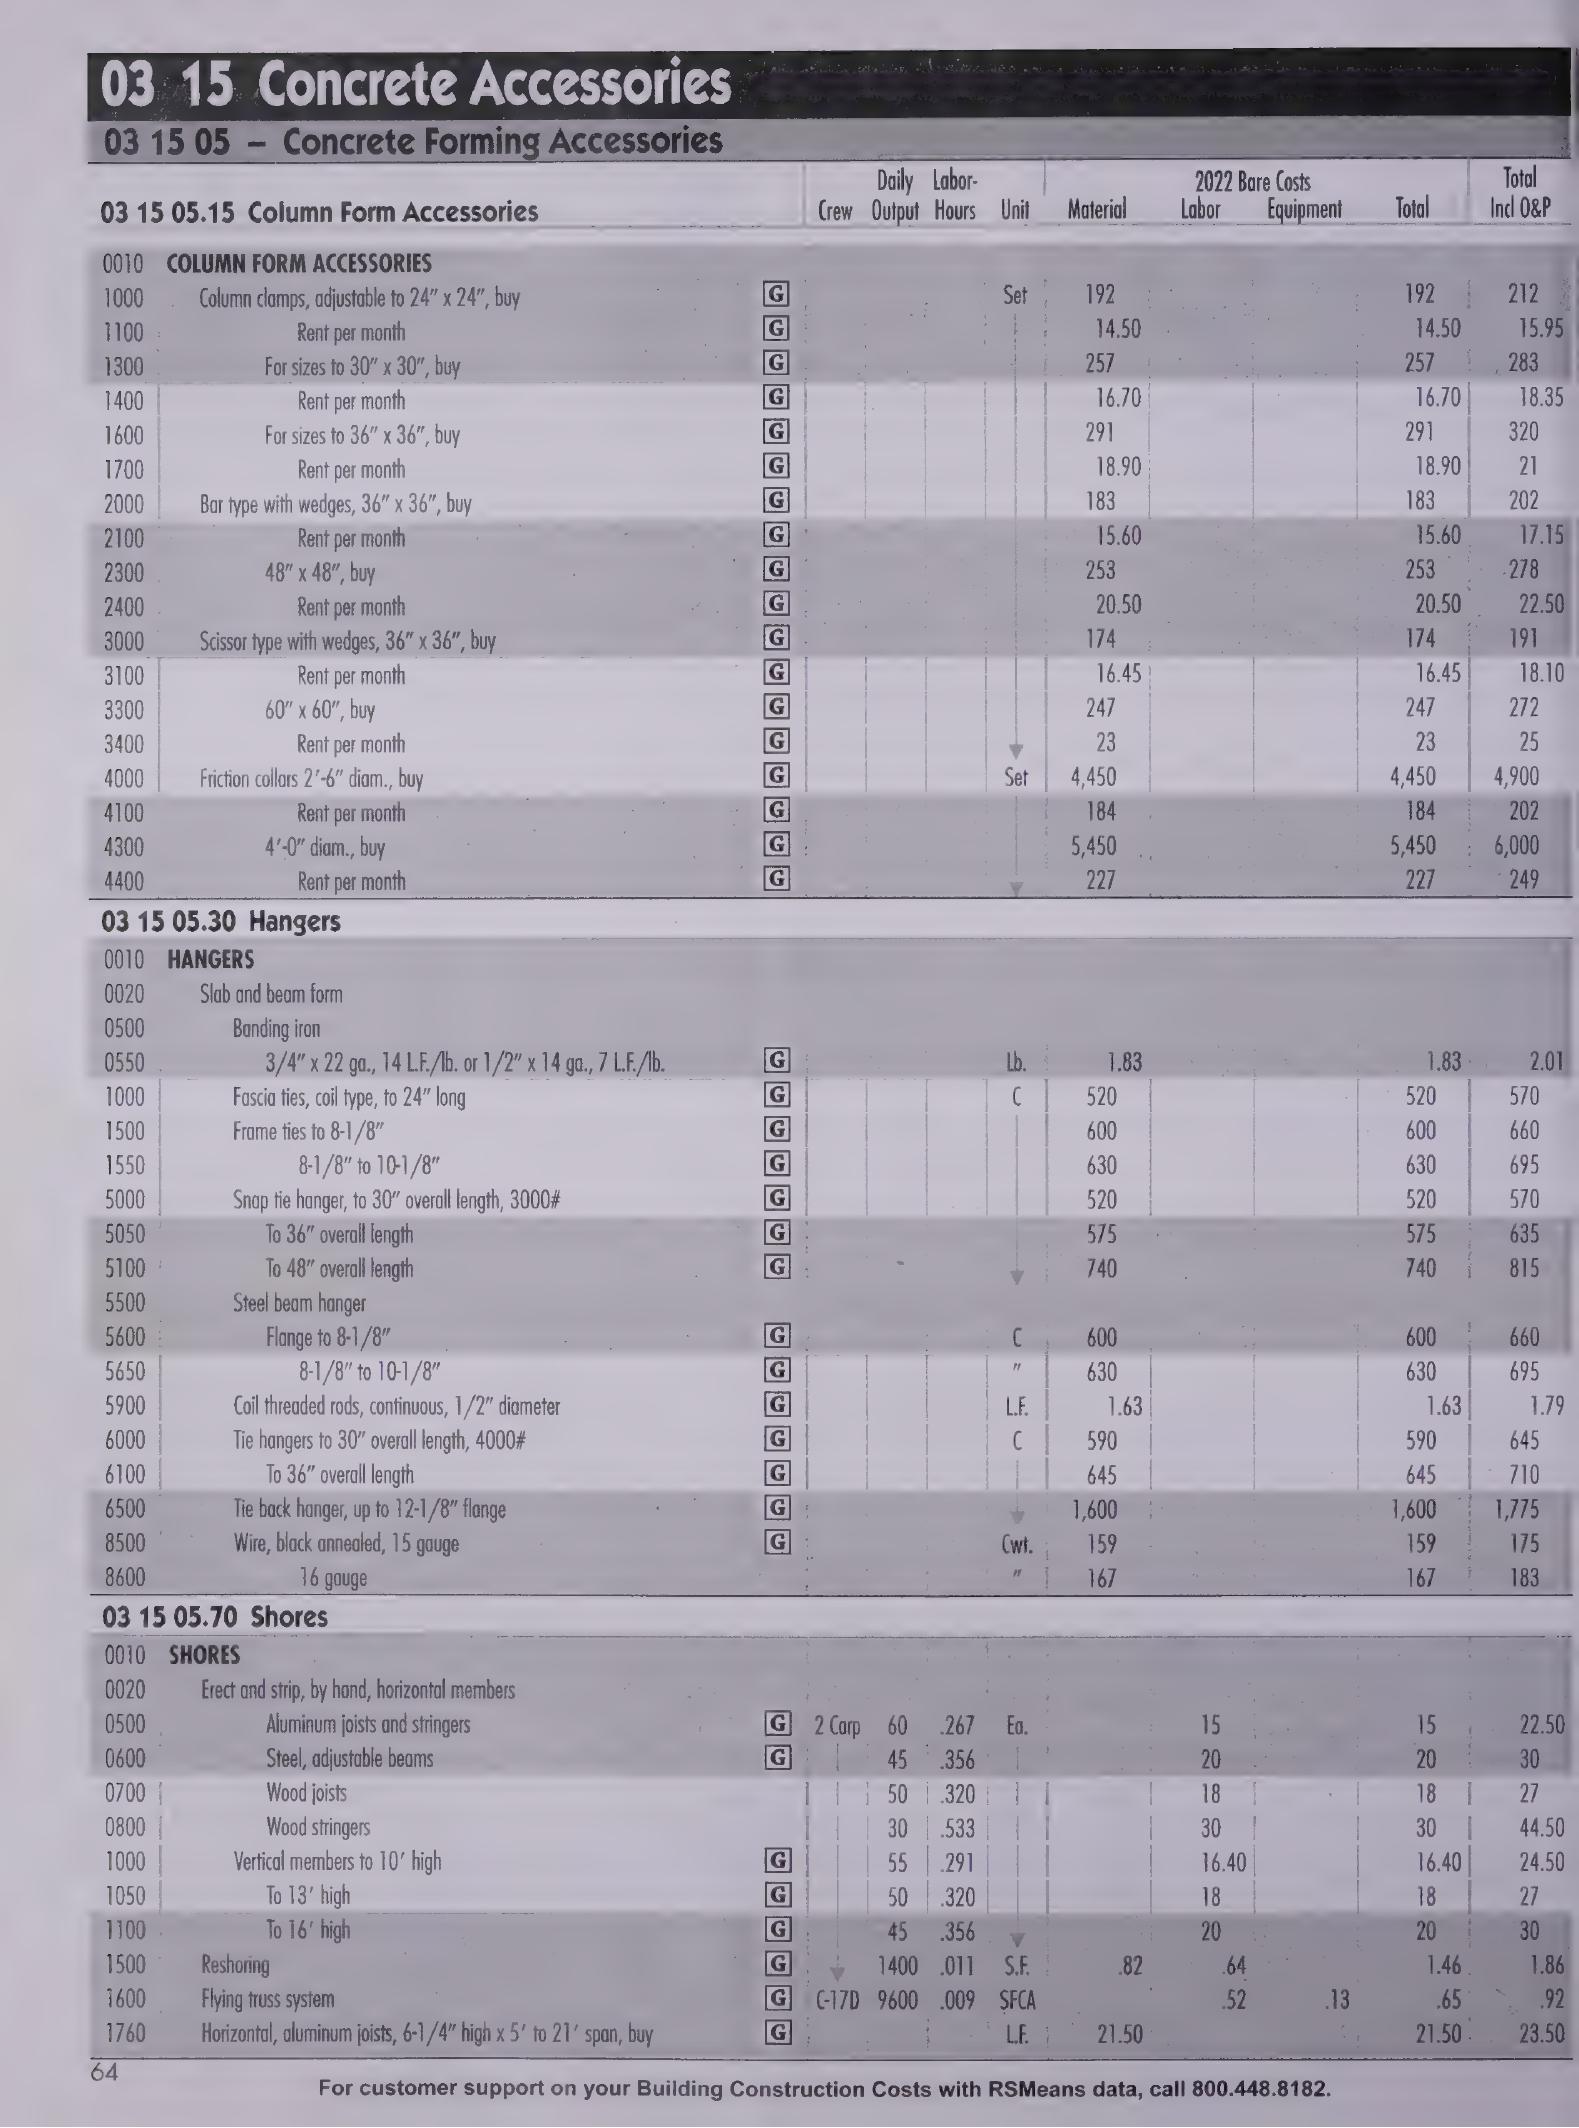 03 15 Concrete Accessories
03 15 05 – Concrete Forming Accessories
03 15 05.15 Column Form Accessories Crew Daily Output Labor-Hours Unit Material 2022 Bare Costs Labor Equipment Total Total Incl O&P
0010 COLUMN FORM ACCESSORIES
1000 Column clamps, adjustable to 24" x 24", buy G Set 192 192 212
1100 Rent per month G 14.50 14.50 15.95
1300 For sizes to 30" x 30", buy G 257 257 283
1400 Rent per month G 16.70 16.70 18.35
1600 For sizes to 36" x 36", buy G 291 291 320
1700 Rent per month G 18.90 18.90 21
2000 Bar type with wedges, 36" x 36", buy G 183 183 202
2100 Rent per month G 15.60 15.60 17.15
2300 48" x 48", buy G 253 253 278
2400 Rent per month G 20.50 20.50 22.50
3000 Scissor type with wedges, 36" x 36", buy G 174 174 191
3100 Rent per month G 16.45 16.45 18.10
3300 60" x 60", buy G 247 247 272
3400 Rent per month G 23 23 25
4000 Friction collars 2'-6" diam., buy G Set 4,450 4,450 4,900
4100 Rent per month G 184 184 202
4300 4'-0" diam., buy G 5,450 5,450 6,000
4400 Rent per month G 227 227 249
03 15 05.30 Hangers
0010 HANGERS
0020 Slab and beam form
0500 Banding iron
0550 3/4" x 22 ga., 14 L.F./lb. or 1/2" x 14 ga., 7 L.F./lb. G Lb. 1.83 1.83 2.01
1000 Fascia ties, coil type, to 24" long G C 520 520 570
1500 Frame ties to 8-1/8" G 600 600 660
1550 8-1/8" to 10-1/8" G 630 630 695
5000 Snap tie hanger, to 30" overall length, 3000# G 520 520 570
5050 To 36" overall length G 575 575 635
5100 To 48" overall length G 740 740 815
5500 Steel beam hanger
5600 Flange to 8-1/8" G C 600 600 660
5650 8-1/8" to 10-1/8" G " 630 630 695
5900 Coil threaded rods, continuous, 1/2" diameter G L.F. 1.63 1.63 1.79
6000 Tie hangers to 30" overall length, 4000# G C 590 590 645
6100 To 36" overall length G 645 645 710
6500 Tie back hanger, up to 12-1/8" flange G 1,600 1,600 1,775
8500 Wire, black annealed, 15 gauge G Cwt. 159 159 175
8600 16 gauge " 167 167 183
03 15 05.70 Shores
0010 SHORES
0020 Erect and strip, by hand, horizontal members
0500 Aluminum joists and stringers G 2 Carp 60 .267 Ea. 15 15 22.50
0600 Steel, adjustable beams G 45 .356 20 20 30
0700 Wood joists 50 .320 18 18 27
0800 Wood stringers 30 .533 30 30 44.50
1000 Vertical members to 10' high G 55 .291 16.40 16.40 24.50
1050 To 13' high G 50 .320 18 18 27
1100 To 16' high G 45 .356 20 20 30
1500 Reshoring G 1400 .011 S.F. .82 .64 1.46 1.86
1600 Flying truss system G C-17D 9600 .009 SFCA .52 .13 .65 .92
1760 Horizontal, aluminum joists, 6-1/4" high x 5' to 21' span, buy G L.F. 21.50 21.50 23.50
64
For customer support on your Building Construction Costs with RSMeans data, call 800.448.8182.